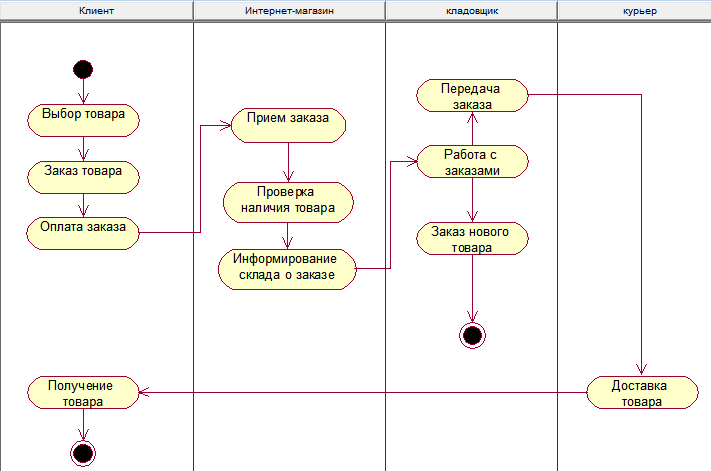 Клиент
Интернет-магазин
кладовщик
курьер
Выбор товара
Заказ товара
Оплата заказа
Прием заказа
Проверка
наличия товара
Информирование
склада о заказе
Передача
заказа
Работа с
заказами
Заказ нового
товара
Доставка
товара
Получение
товара